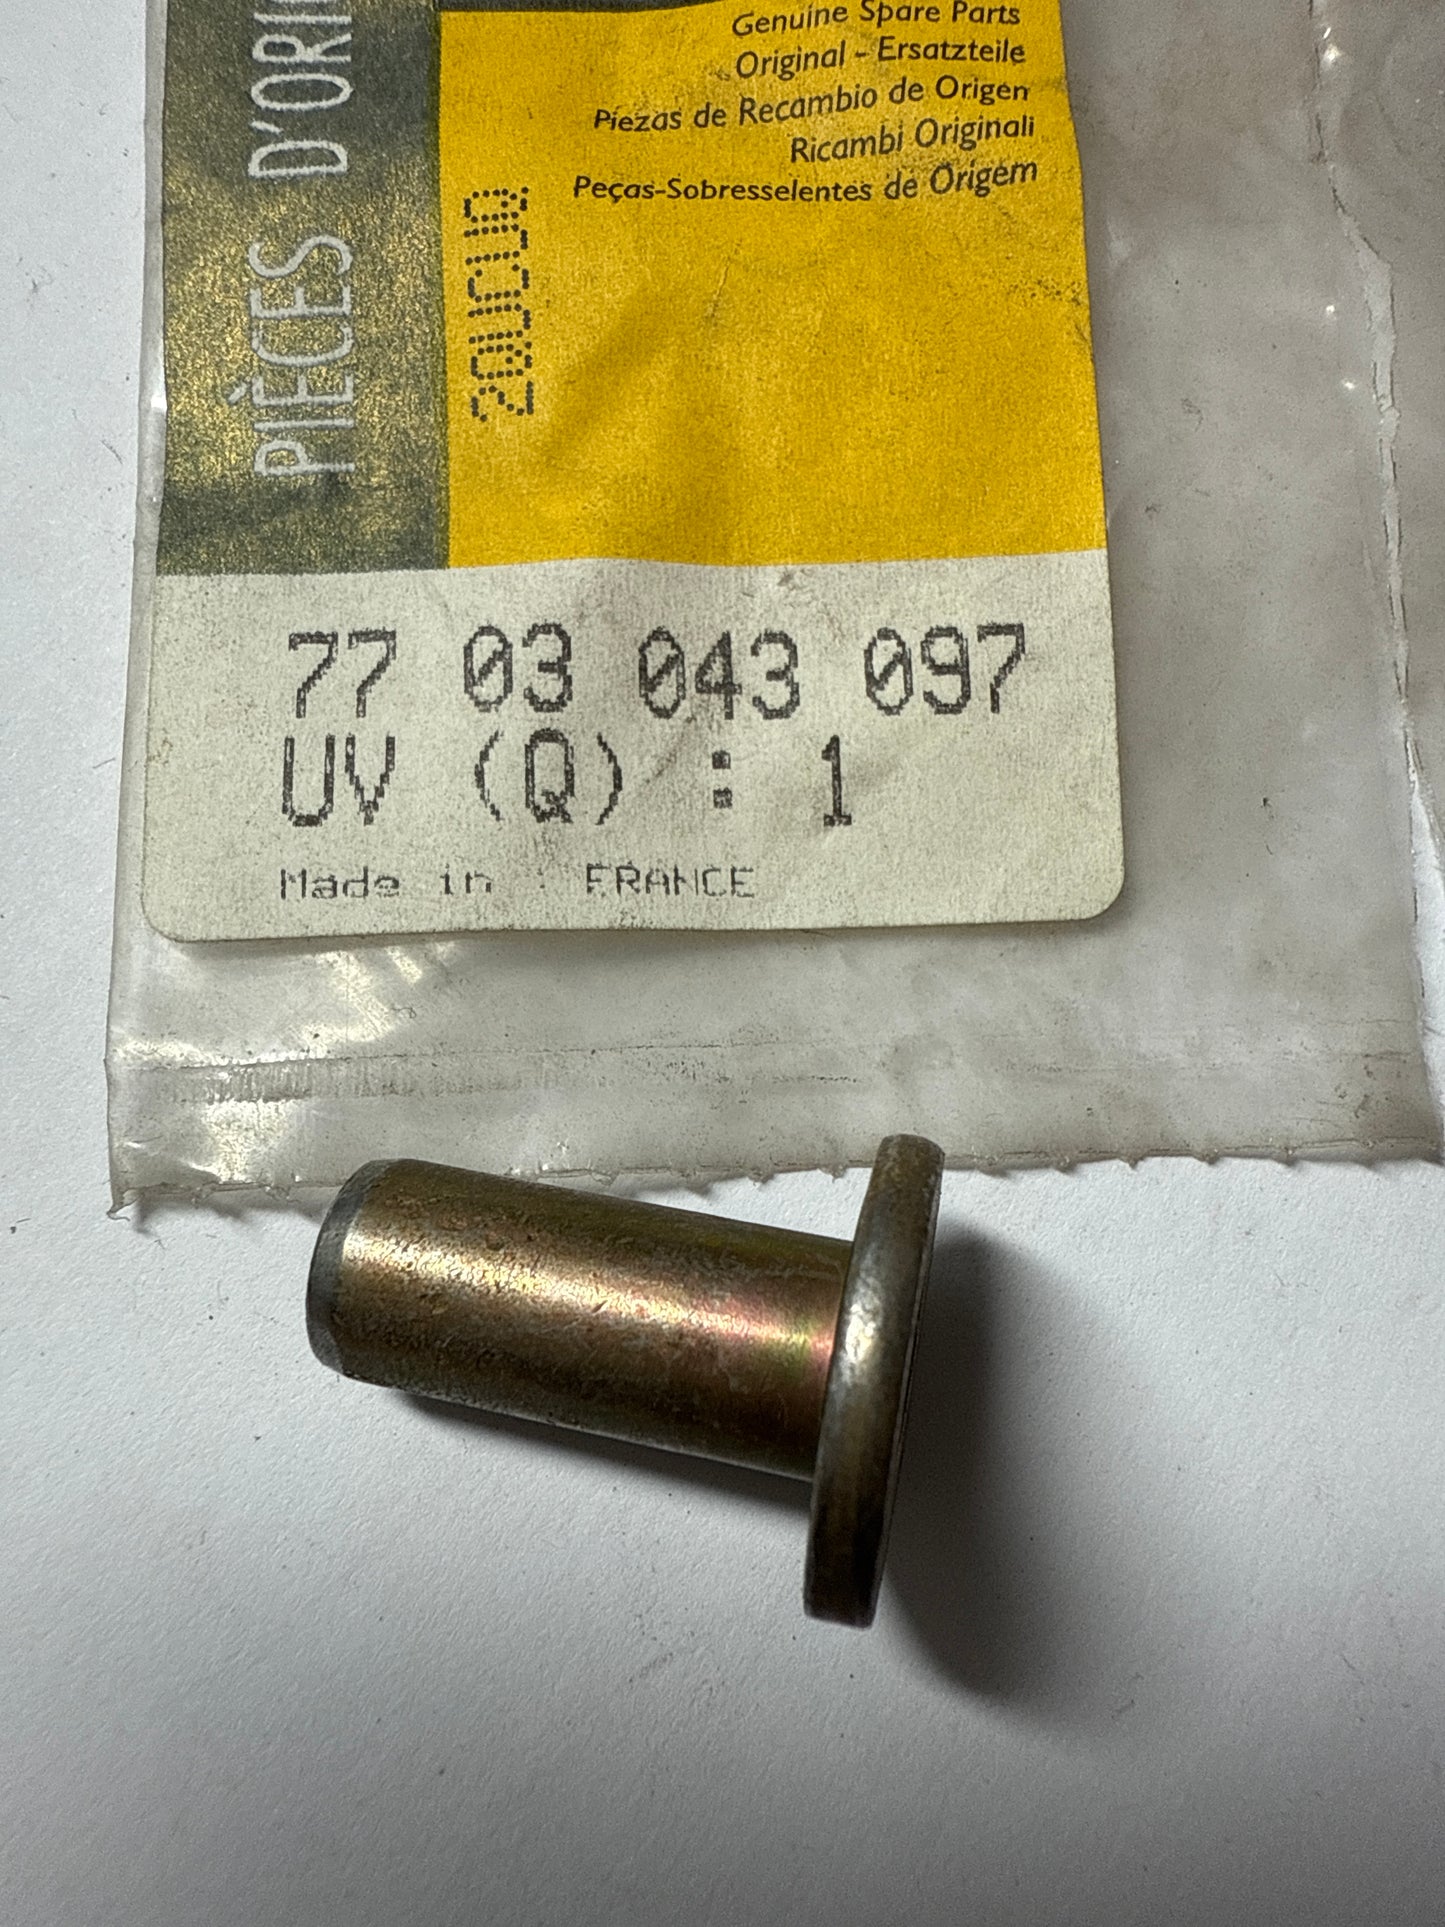 PIÈCES D'ORI
Genuine Spare Parts
Original - Ersatzteile
Piezas de Recambio de Origen
Ricambi Originali
Peças-Sobresselentes de Origem
77 03 043 097
UV (Q) : 1
Made in FRANCE